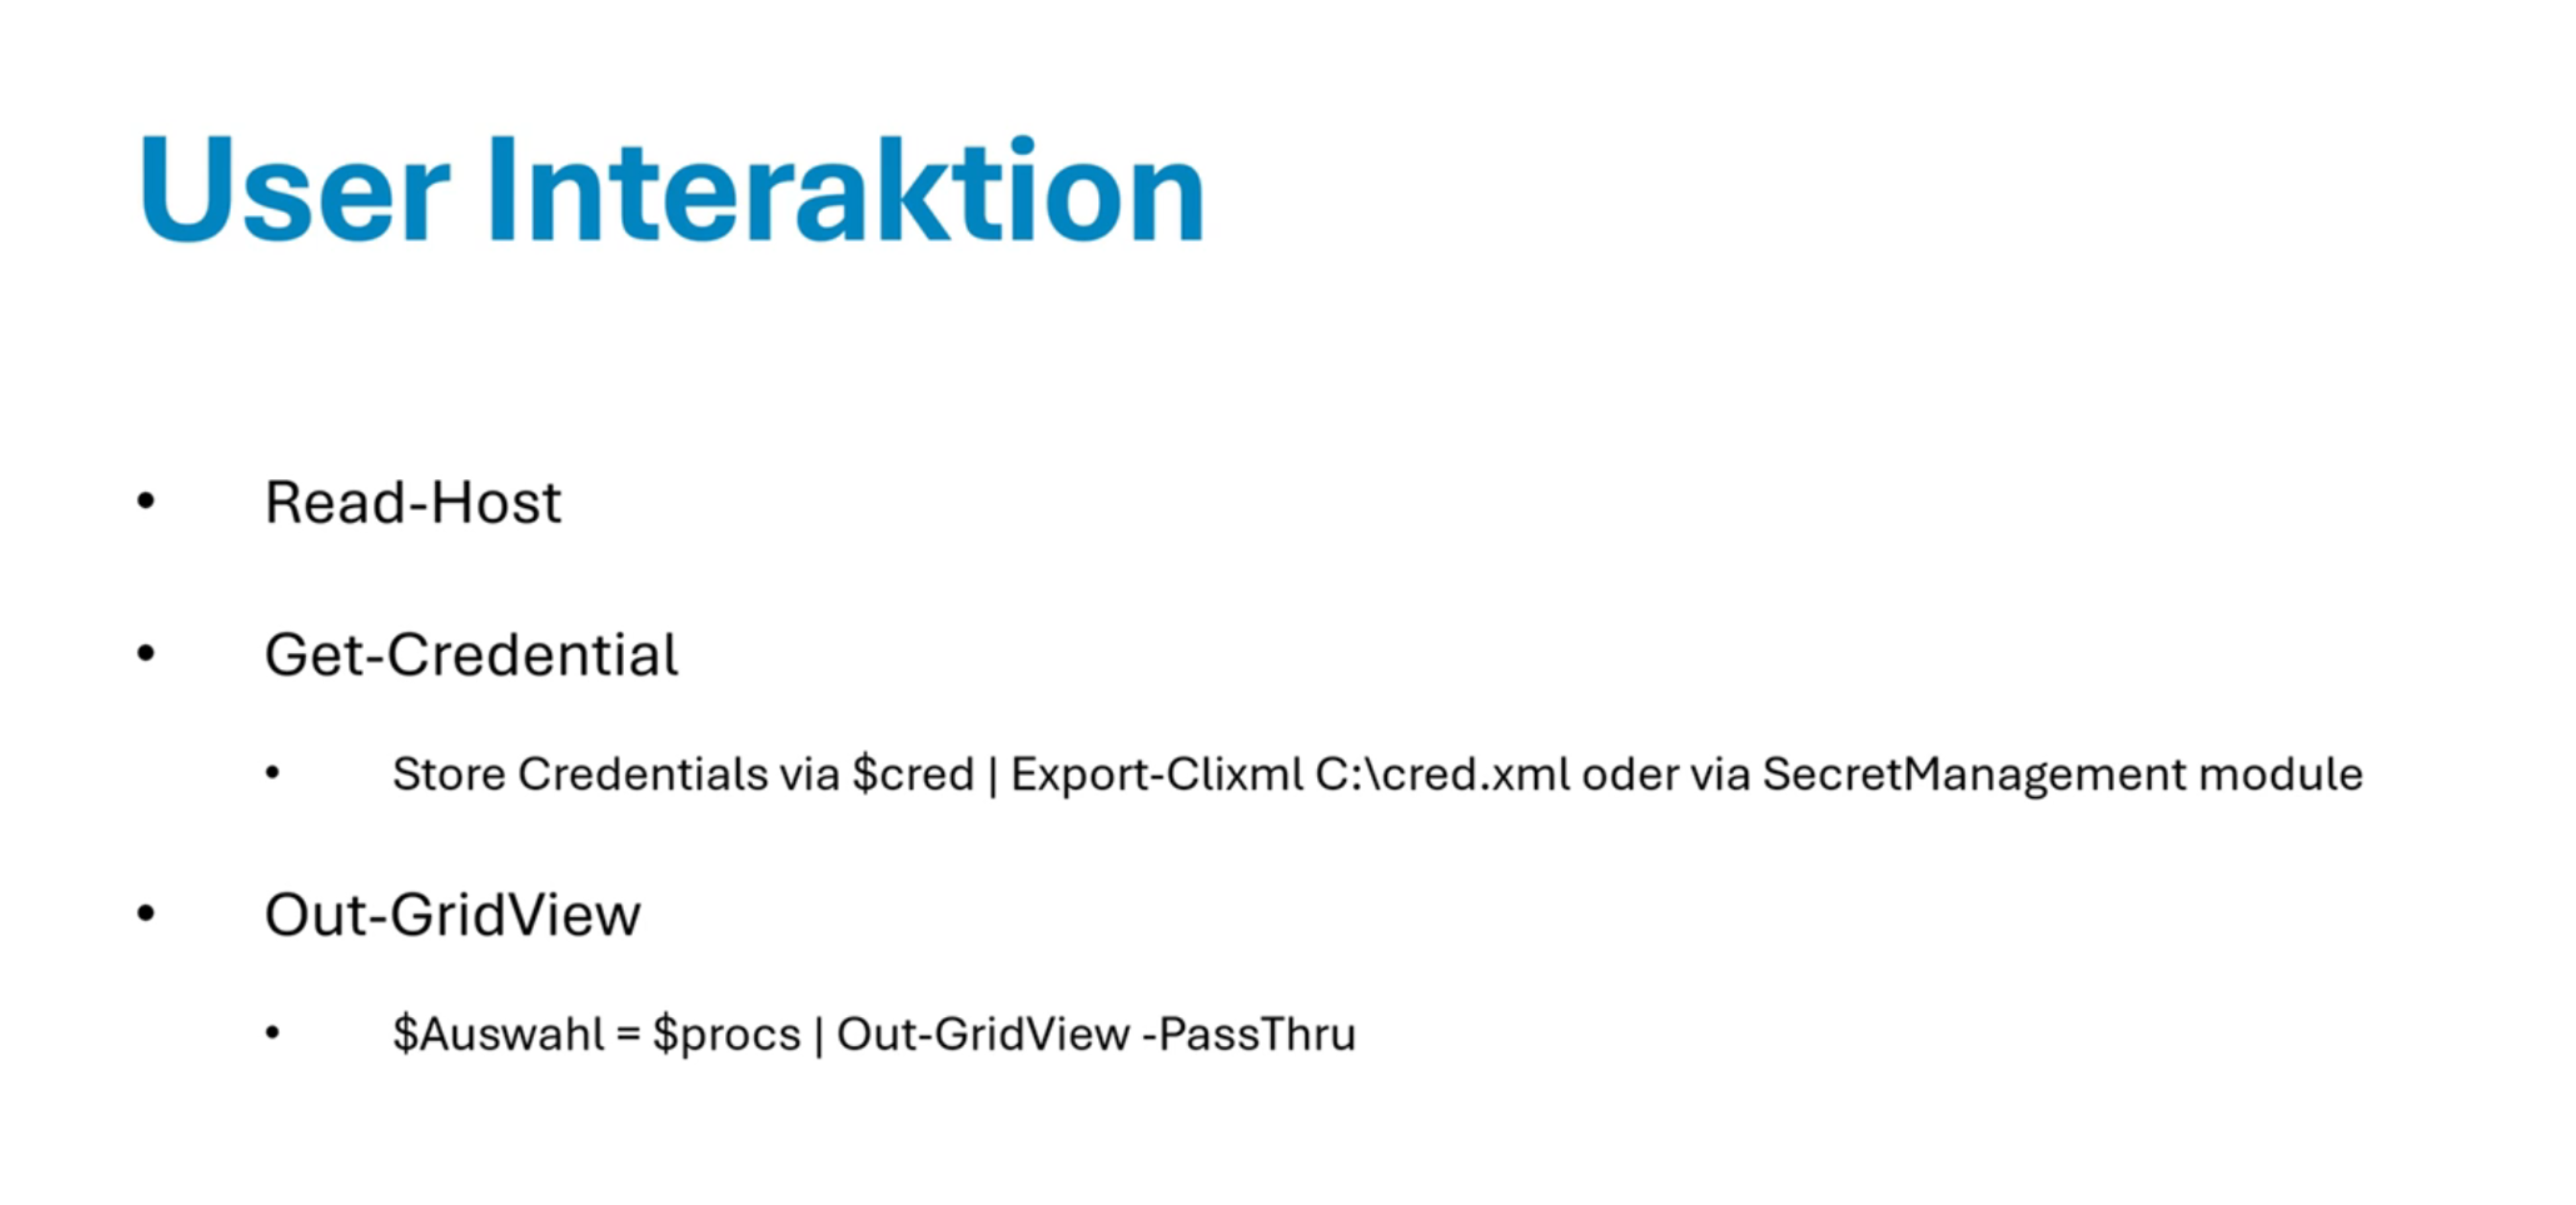 User Interaktion
• Read-Host
• Get-Credential
• Store Credentials via $cred | Export-Clixml C:\cred.xml oder via SecretManagement module
• Out-GridView
• $Auswahl = $procs | Out-GridView -PassThru